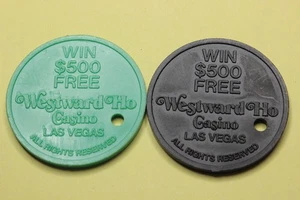 WIN
$500
FREE
Westward Ho
Casino
LAS VEGAS
ALL RIGHTS RESERVED
WIN
$500
FREE
Westward Ho
Casino
LAS VEGAS
ALL RIGHTS RESERVED